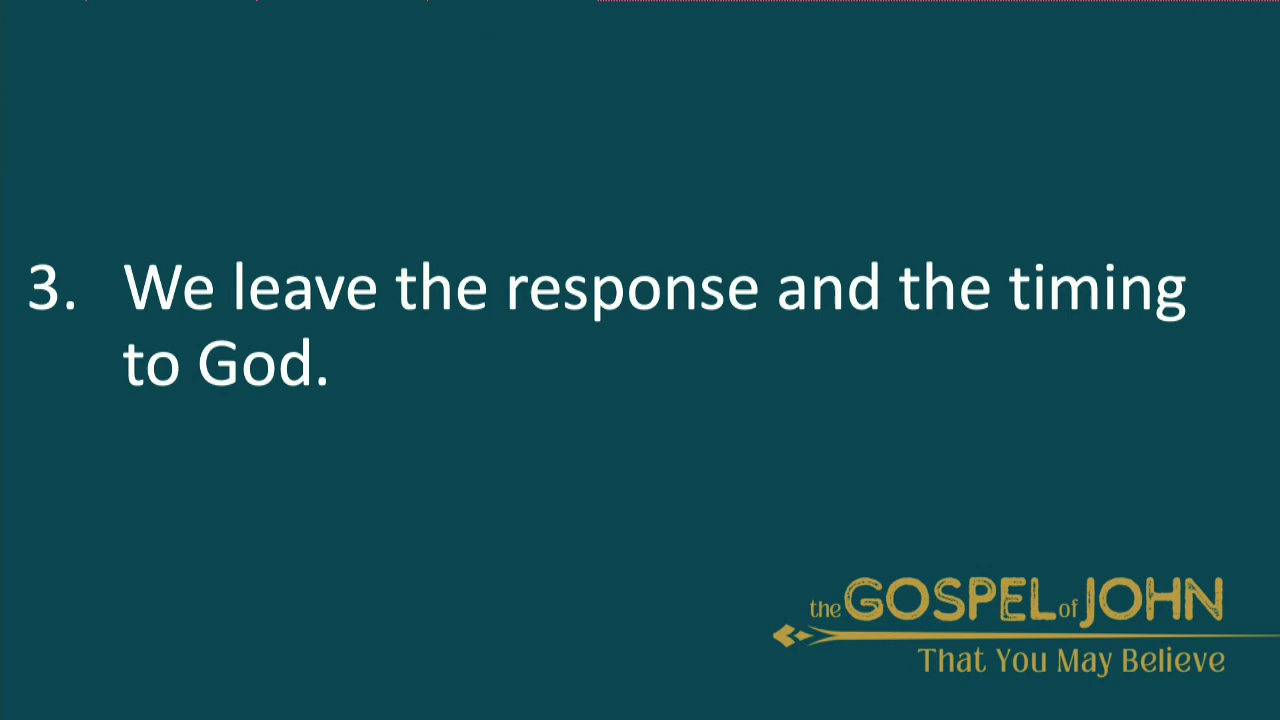 3. We leave the response and the timing
to God.
the GOSPEL of JOHN
That You May Believe